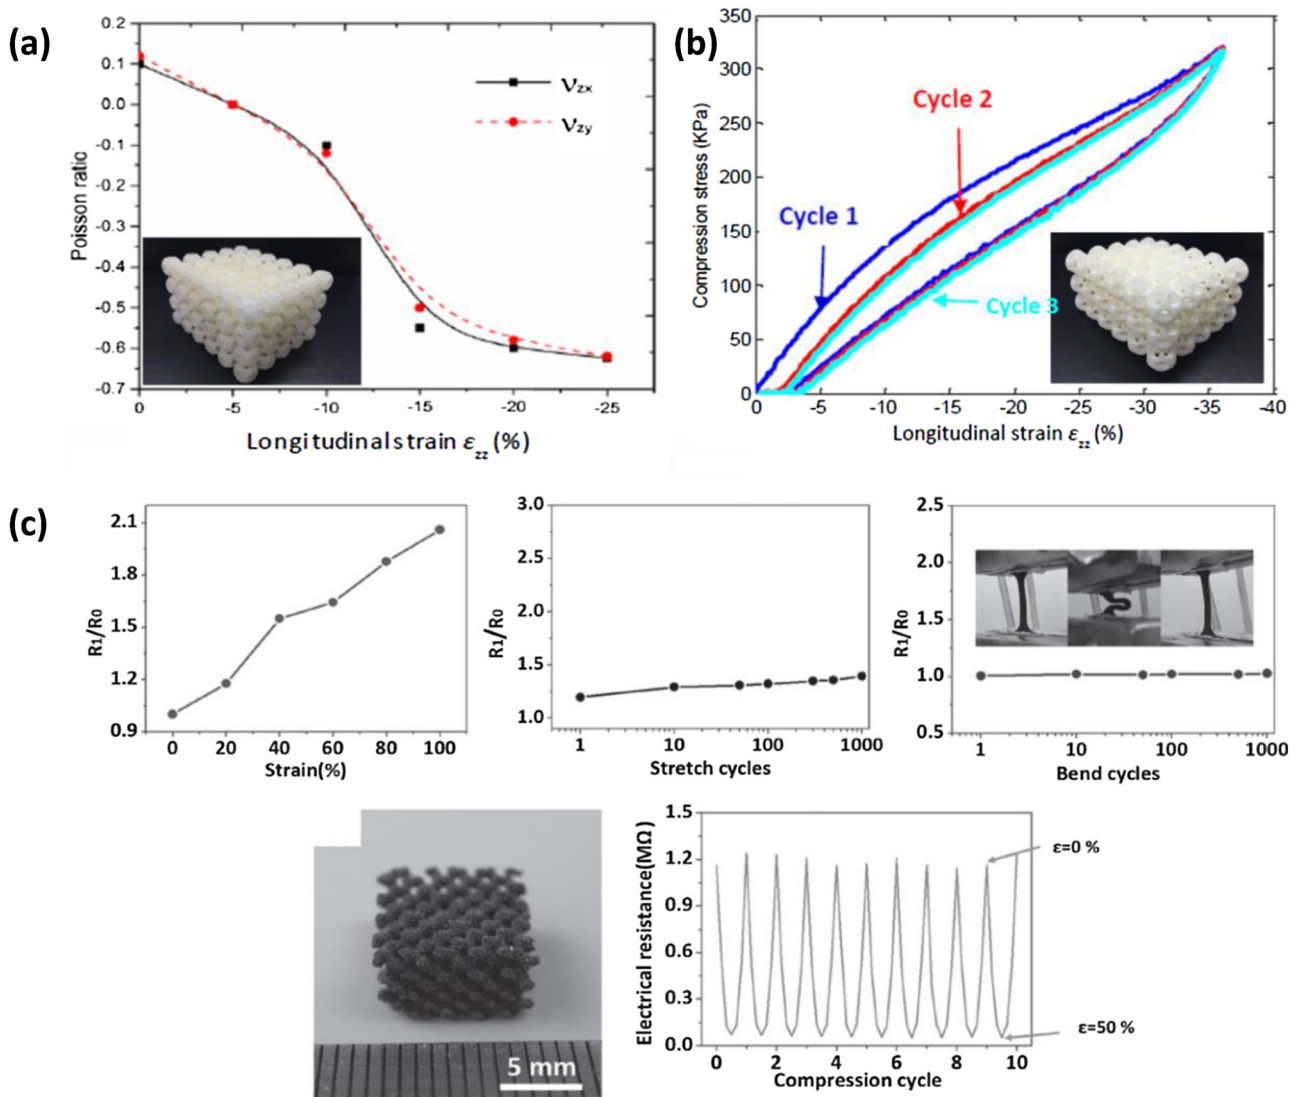 (a)
0.2
0.1
0.0
-0.1
-0.2
-0.3
-0.4
-0.5
-0.6
-0.7
Poisson ratio
νzx
νzy
0 -5 -10 -15 -20 -25
Longitudinal strain εzz (%)
(b)
350
300
250
200
150
100
50
0
Compression stress (KPa)
Cycle 2
Cycle 1
Cycle 3
0 -5 -10 -15 -20 -25 -30 -35 -40
Longitudinal strain εzz (%)
(c)
2.1
1.8
1.5
1.2
0.9
R1/R0
0 20 40 60 80 100
Strain(%)
3.0
2.5
2.0
1.5
1.0
R1/R0
1 10 100 1000
Stretch cycles
2.5
2.0
1.5
1.0
0.5
R1/R0
1 10 100 1000
Bend cycles
5 mm
1.5
1.2
0.9
0.6
0.3
0.0
Electrical resistance(MΩ)
ε=0 %
ε=50 %
0 2 4 6 8 10
Compression cycle